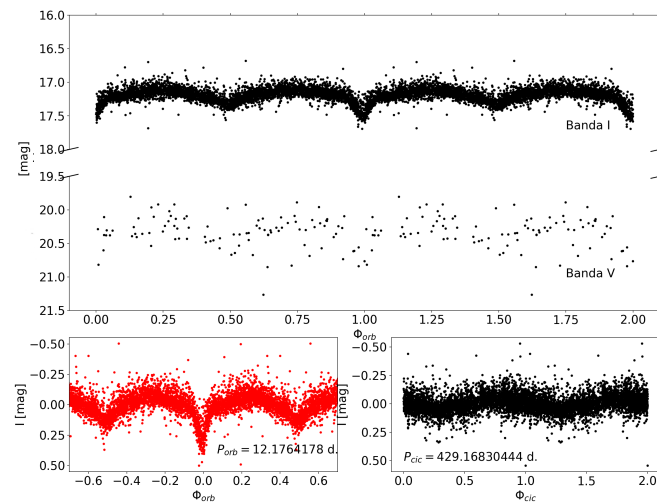 16.0
16.5
17.0
17.5
18.0
[mag]
Banda I
19.5
20.0
20.5
21.0
21.5
Banda V
0.00 0.25 0.50 0.75 1.00 1.25 1.50 1.75 2.00
Φorb
−0.50
−0.25
0.00
0.25
0.50
I [mag]
Porb = 12.1764178 d.
−0.6 −0.4 −0.2 0.0 0.2 0.4 0.6
Φorb
−0.50
−0.25
0.00
0.25
0.50
I [mag]
Pcic = 429.16830444 d.
0.0 0.5 1.0 1.5 2.0
Φcic